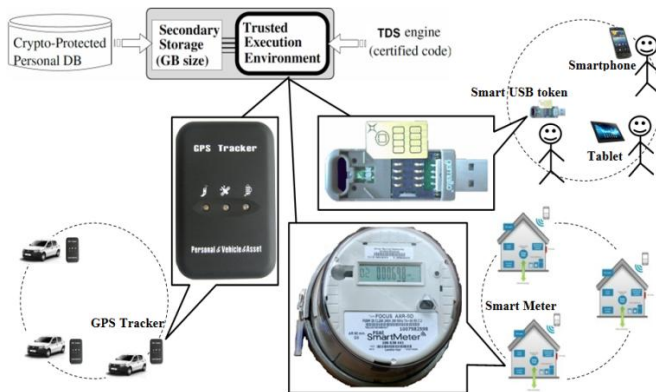 Crypto-Protected
Personal DB
Secondary
Storage
(GB size)
Trusted
Execution
Environment
TDS engine
(certified code)
Smartphone
Smart USB token
Tablet
GPS Tracker
Personal Vehicle Asset
gemalto
GPS Tracker
FOCUS AXR-SD
SmartMeter
Smart Meter